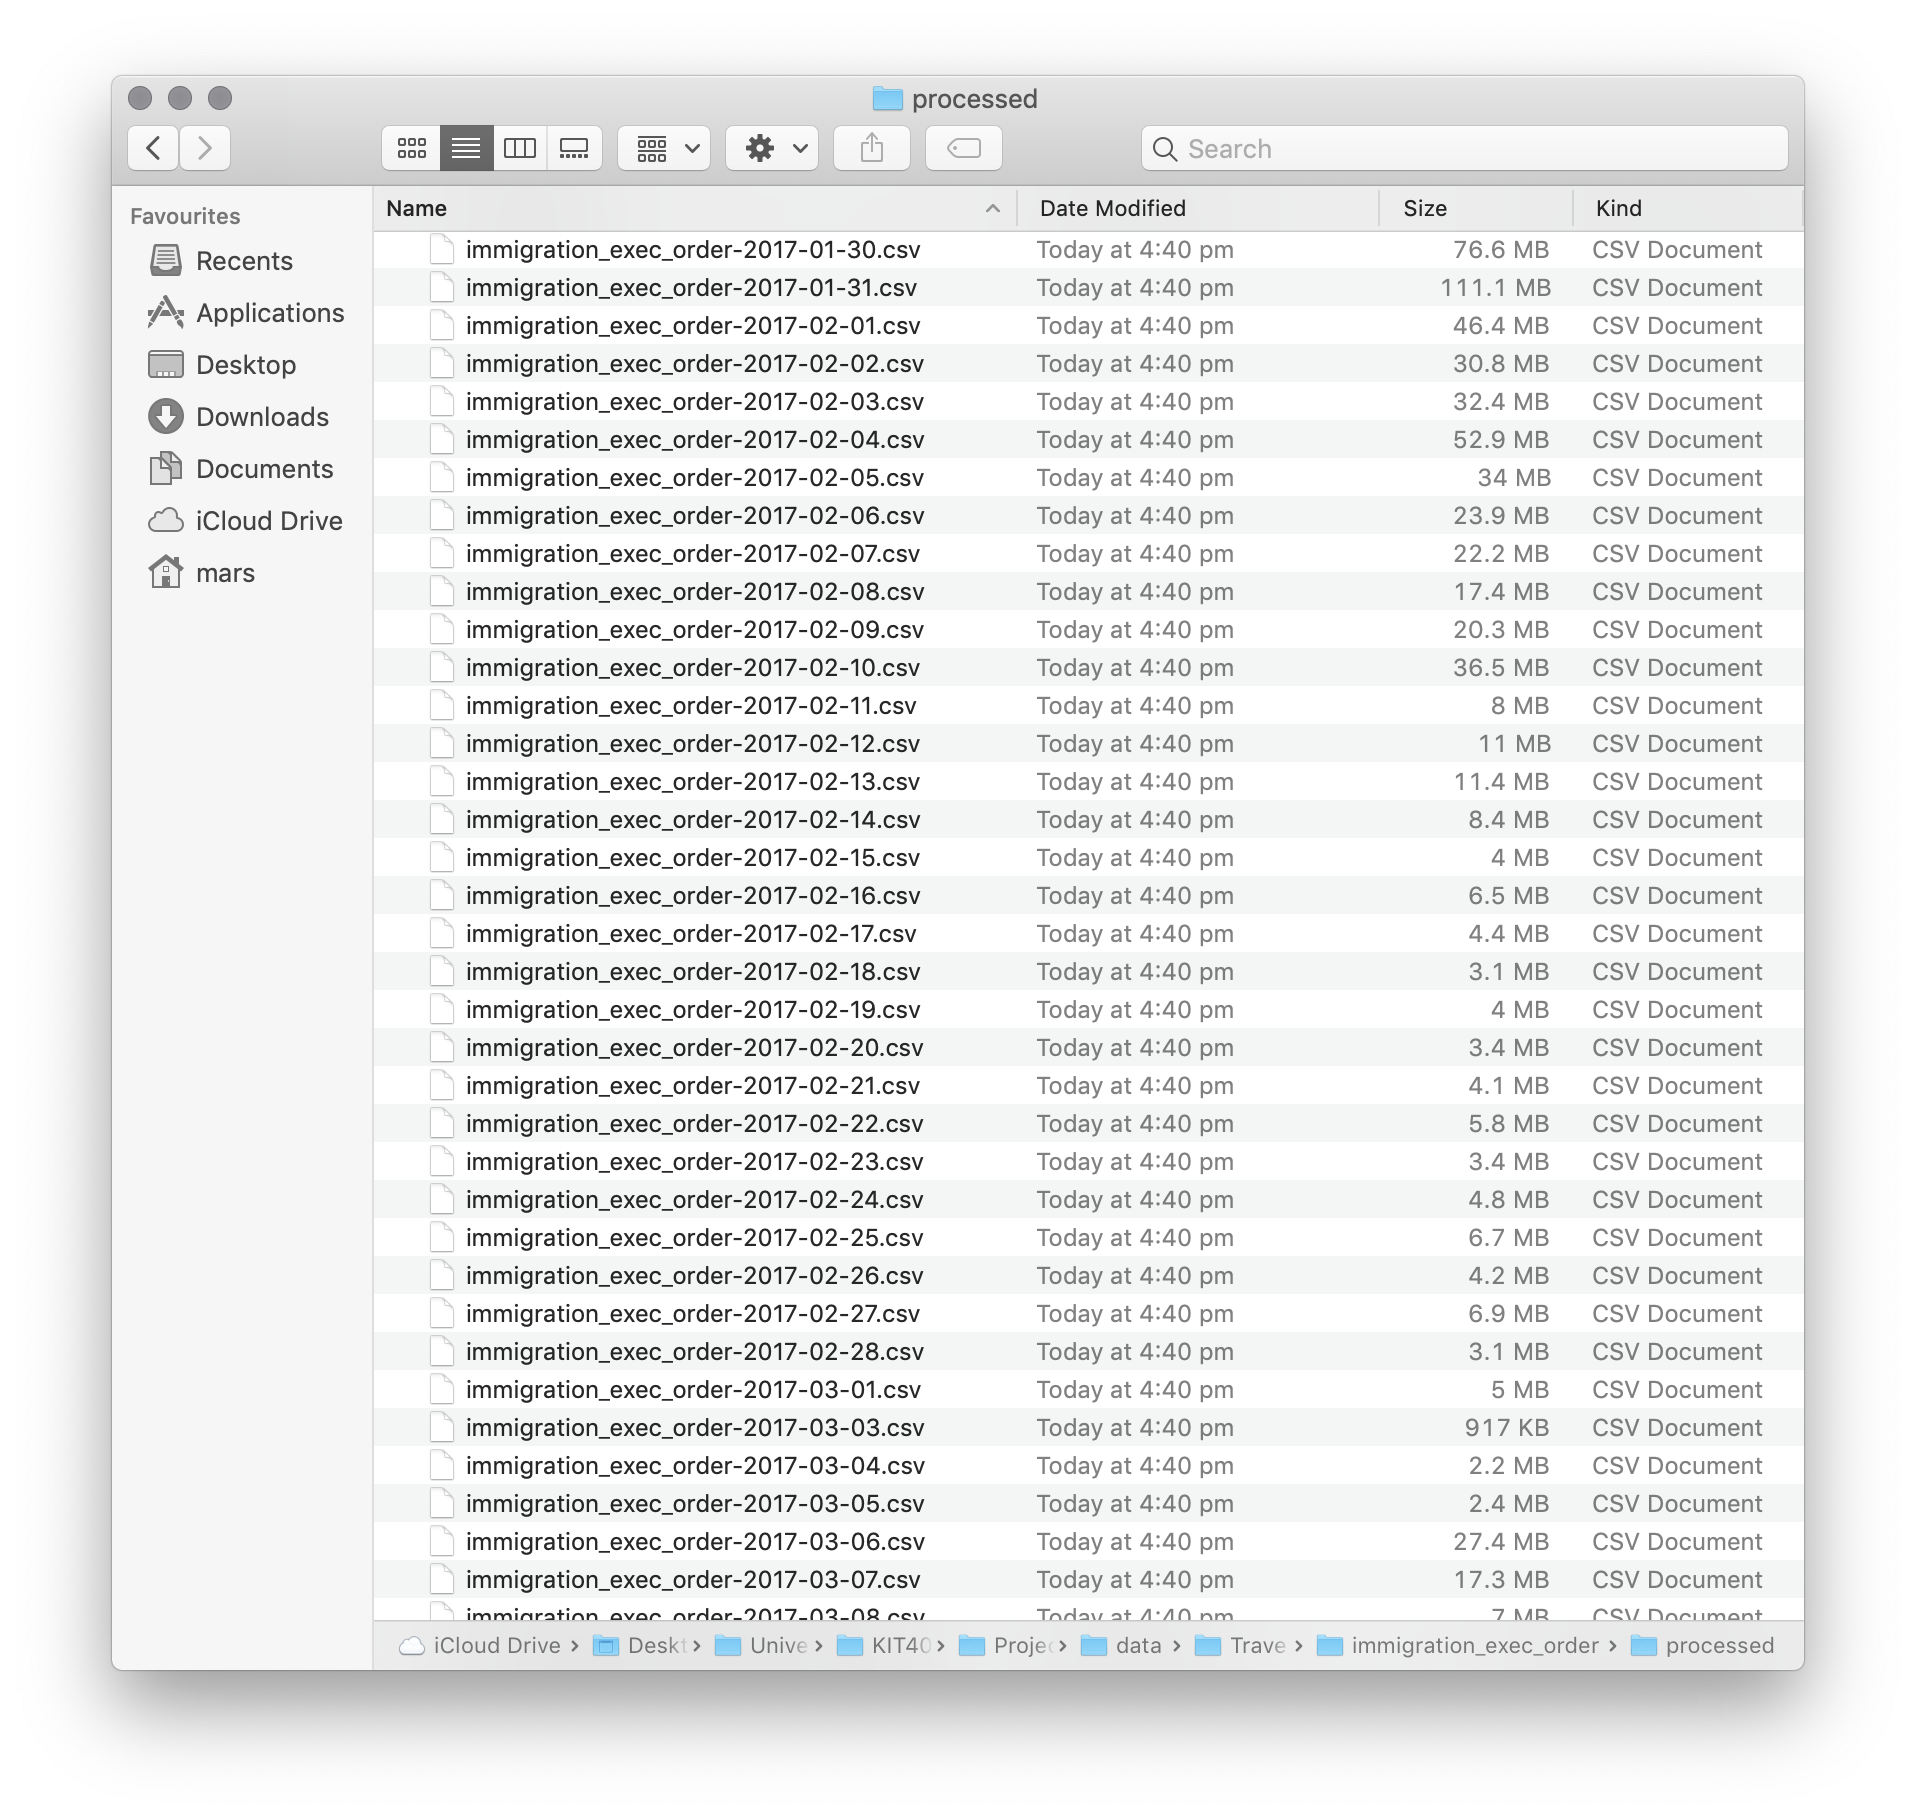 processed
Search
Favourites
Recents
Applications
Desktop
Downloads
Documents
iCloud Drive
mars
Name Date Modified Size Kind
immigration_exec_order-2017-01-30.csv Today at 4:40 pm 76.6 MB CSV Document
immigration_exec_order-2017-01-31.csv Today at 4:40 pm 111.1 MB CSV Document
immigration_exec_order-2017-02-01.csv Today at 4:40 pm 46.4 MB CSV Document
immigration_exec_order-2017-02-02.csv Today at 4:40 pm 30.8 MB CSV Document
immigration_exec_order-2017-02-03.csv Today at 4:40 pm 32.4 MB CSV Document
immigration_exec_order-2017-02-04.csv Today at 4:40 pm 52.9 MB CSV Document
immigration_exec_order-2017-02-05.csv Today at 4:40 pm 34 MB CSV Document
immigration_exec_order-2017-02-06.csv Today at 4:40 pm 23.9 MB CSV Document
immigration_exec_order-2017-02-07.csv Today at 4:40 pm 22.2 MB CSV Document
immigration_exec_order-2017-02-08.csv Today at 4:40 pm 17.4 MB CSV Document
immigration_exec_order-2017-02-09.csv Today at 4:40 pm 20.3 MB CSV Document
immigration_exec_order-2017-02-10.csv Today at 4:40 pm 36.5 MB CSV Document
immigration_exec_order-2017-02-11.csv Today at 4:40 pm 8 MB CSV Document
immigration_exec_order-2017-02-12.csv Today at 4:40 pm 11 MB CSV Document
immigration_exec_order-2017-02-13.csv Today at 4:40 pm 11.4 MB CSV Document
immigration_exec_order-2017-02-14.csv Today at 4:40 pm 8.4 MB CSV Document
immigration_exec_order-2017-02-15.csv Today at 4:40 pm 4 MB CSV Document
immigration_exec_order-2017-02-16.csv Today at 4:40 pm 6.5 MB CSV Document
immigration_exec_order-2017-02-17.csv Today at 4:40 pm 4.4 MB CSV Document
immigration_exec_order-2017-02-18.csv Today at 4:40 pm 3.1 MB CSV Document
immigration_exec_order-2017-02-19.csv Today at 4:40 pm 4 MB CSV Document
immigration_exec_order-2017-02-20.csv Today at 4:40 pm 3.4 MB CSV Document
immigration_exec_order-2017-02-21.csv Today at 4:40 pm 4.1 MB CSV Document
immigration_exec_order-2017-02-22.csv Today at 4:40 pm 5.8 MB CSV Document
immigration_exec_order-2017-02-23.csv Today at 4:40 pm 3.4 MB CSV Document
immigration_exec_order-2017-02-24.csv Today at 4:40 pm 4.8 MB CSV Document
immigration_exec_order-2017-02-25.csv Today at 4:40 pm 6.7 MB CSV Document
immigration_exec_order-2017-02-26.csv Today at 4:40 pm 4.2 MB CSV Document
immigration_exec_order-2017-02-27.csv Today at 4:40 pm 6.9 MB CSV Document
immigration_exec_order-2017-02-28.csv Today at 4:40 pm 3.1 MB CSV Document
immigration_exec_order-2017-03-01.csv Today at 4:40 pm 5 MB CSV Document
immigration_exec_order-2017-03-03.csv Today at 4:40 pm 917 KB CSV Document
immigration_exec_order-2017-03-04.csv Today at 4:40 pm 2.2 MB CSV Document
immigration_exec_order-2017-03-05.csv Today at 4:40 pm 2.4 MB CSV Document
immigration_exec_order-2017-03-06.csv Today at 4:40 pm 27.4 MB CSV Document
immigration_exec_order-2017-03-07.csv Today at 4:40 pm 17.3 MB CSV Document
immigration_exec_order-2017-03-08.csv Today at 4:40 pm 7 MB CSV Document
iCloud Drive › Deskt › Unive › KIT40 › Projec › data › Trave › immigration_exec_order › processed